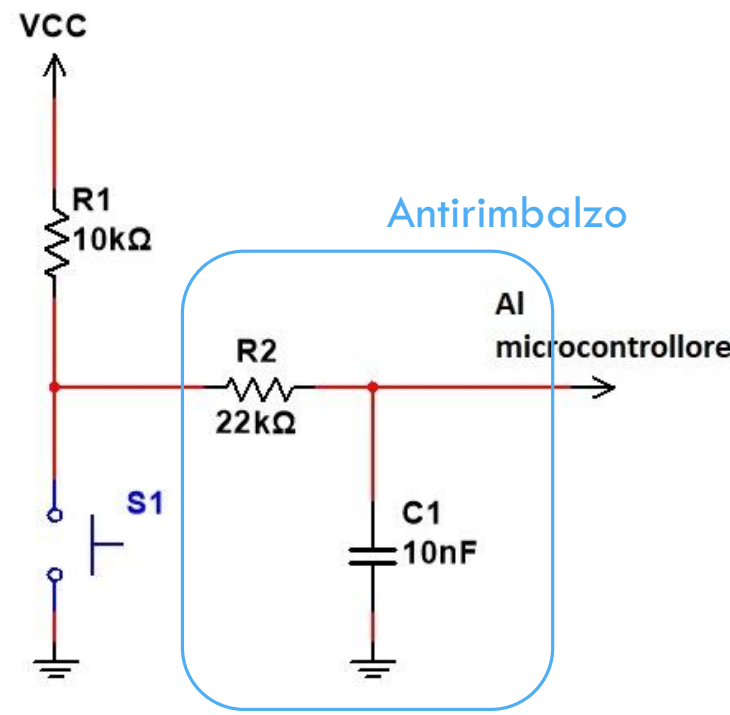 VCC
R1
10kΩ
Antirimbalzo
Al
microcontrollore
R2
22kΩ
S1
C1
10nF